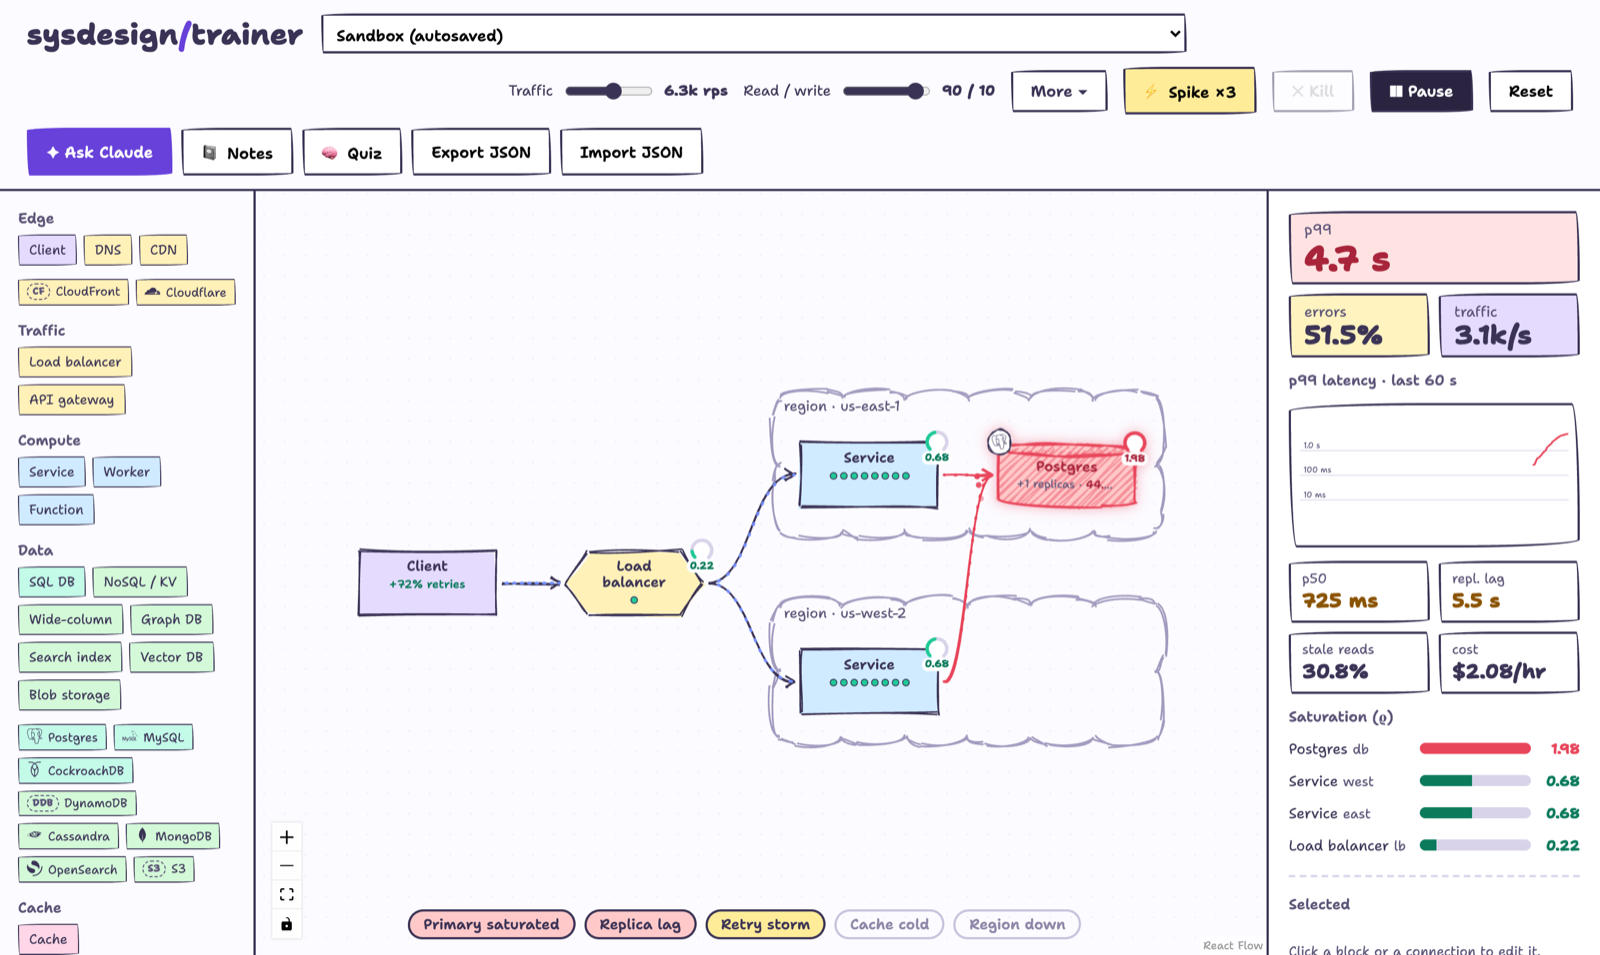 sysdesign/trainer
Sandbox (autosaved)
Traffic 6.3k rps Read / write 90 / 10 More Spike ×3 Kill Pause Reset
Ask Claude Notes Quiz Export JSON Import JSON
Edge
Client DNS CDN
CF CloudFront Cloudflare
Traffic
Load balancer
API gateway
Compute
Service Worker
Function
Data
SQL DB NoSQL / KV
Wide-column Graph DB
Search index Vector DB
Blob storage
Postgres MySQL MySQL
CockroachDB
DDB DynamoDB
Cassandra MongoDB
OpenSearch S3 S3
Cache
Cache
region · us-east-1
Service
0.68
Postgres
+1 replicas · 44....
1.98
Client
+72% retries
Load
balancer
0.22
region · us-west-2
Service
0.68
Primary saturated Replica lag Retry storm Cache cold Region down
React Flow
p99
4.7 s
errors
51.5%
traffic
3.1k/s
p99 latency · last 60 s
1.0 s
100 ms
10 ms
p50
725 ms
repl. lag
5.5 s
stale reads
30.8%
cost
$2.08/hr
Saturation (ϱ)
Postgres db 1.98
Service west 0.68
Service east 0.68
Load balancer lb 0.22
Selected
Click a block or a connection to edit it.